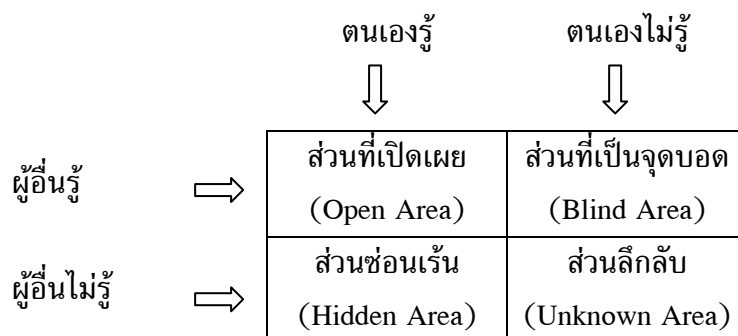 ตนเองรู้ ตนเองไม่รู้
ผู้อื่นรู้ ส่วนที่เปิดเผย ส่วนที่เป็นจุดบอด
(Open Area) (Blind Area)
ผู้อื่นไม่รู้ ส่วนซ่อนเร้น ส่วนลึกลับ
(Hidden Area) (Unknown Area)